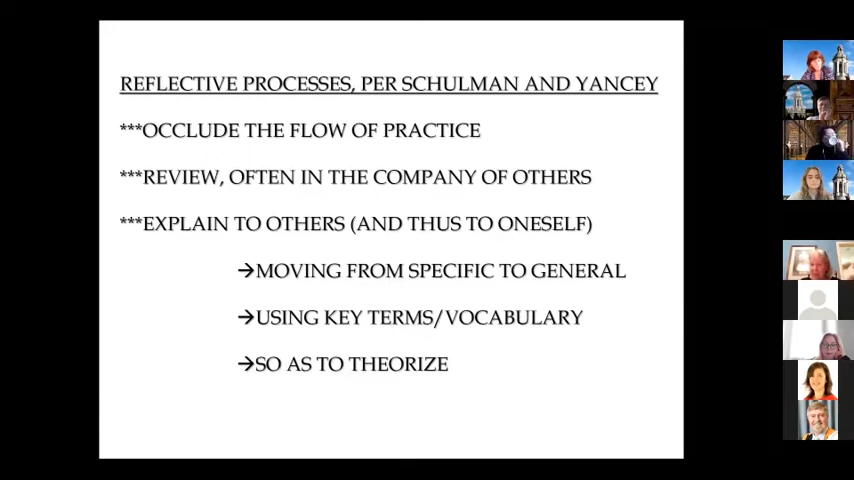 REFLECTIVE PROCESSES, PER SCHULMAN AND YANCEY
***OCCLUDE THE FLOW OF PRACTICE
***REVIEW, OFTEN IN THE COMPANY OF OTHERS
***EXPLAIN TO OTHERS (AND THUS TO ONESELF)
→MOVING FROM SPECIFIC TO GENERAL
→USING KEY TERMS/VOCABULARY
→SO AS TO THEORIZE